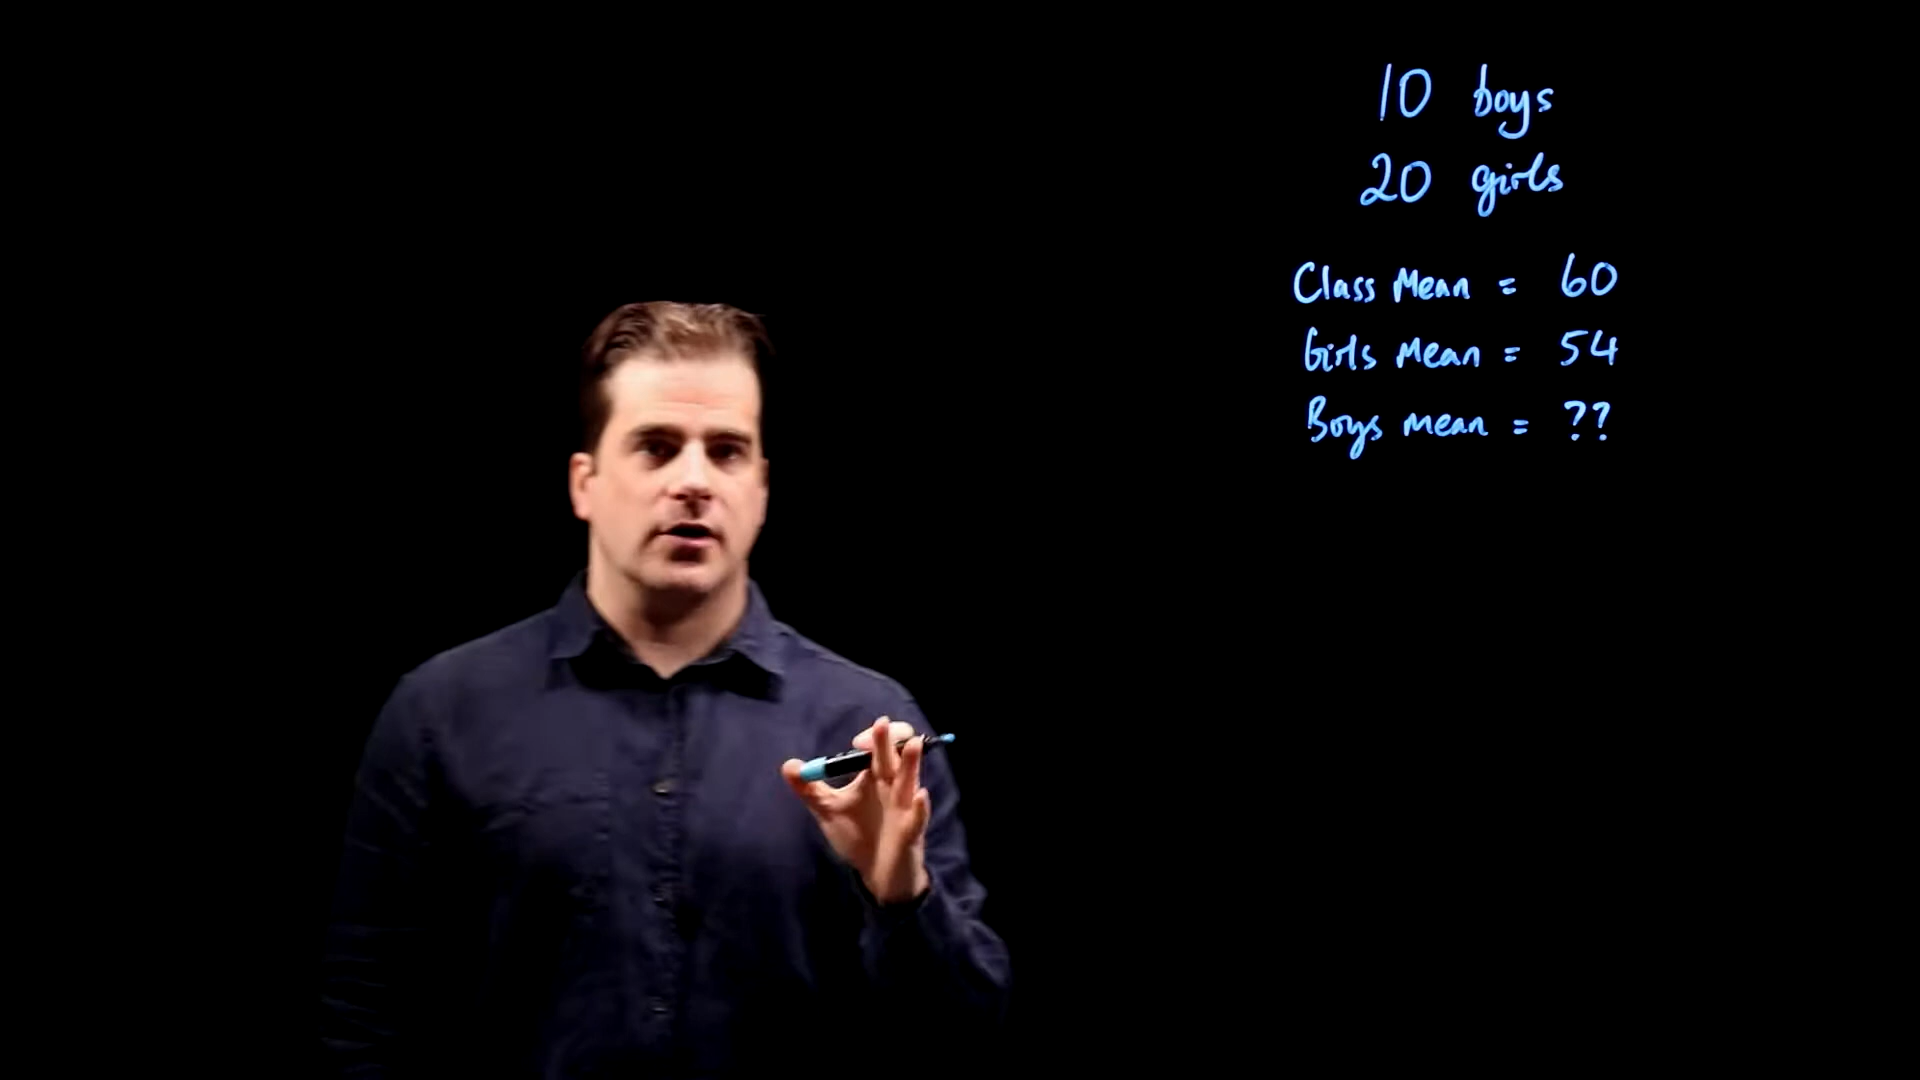 10 boys
20 girls
Class Mean = 60
Girls Mean = 54
Boys mean = ??